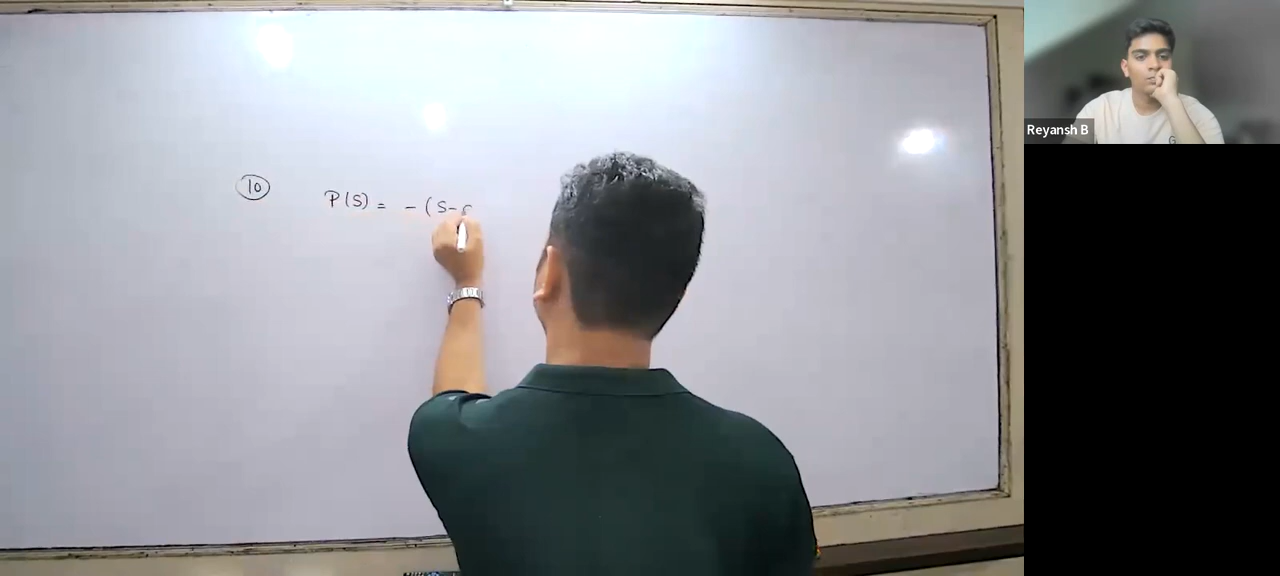 10 P(S) = - (S-
Reyansh B